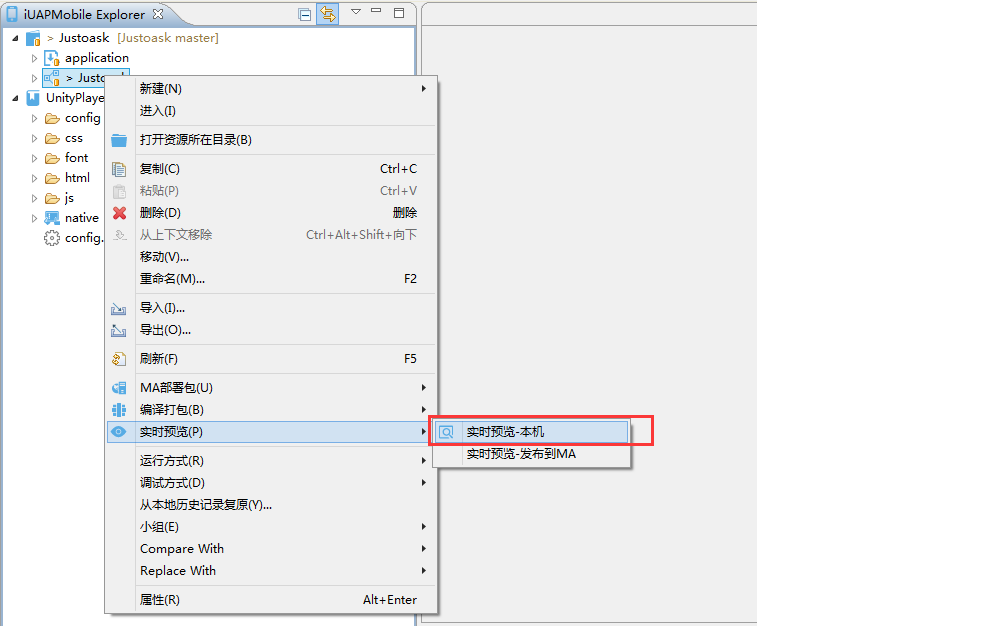 iUAPMobile Explorer
> Justoask [Justoask master]
application
> Justo
UnityPlaye
config
css
font
html
js
native
config.
新建(N)
进入(I)
打开资源所在目录(B)
复制(C) Ctrl+C
粘贴(P) Ctrl+V
删除(D) 删除
从上下文移除 Ctrl+Alt+Shift+向下
移动(V)...
重命名(M)... F2
导入(I)...
导出(O)...
刷新(F) F5
MA部署包(U)
编译打包(B)
实时预览(P)
实时预览-本机
实时预览-发布到MA
运行方式(R)
调试方式(D)
从本地历史记录复原(Y)...
小组(E)
Compare With
Replace With
属性(R) Alt+Enter